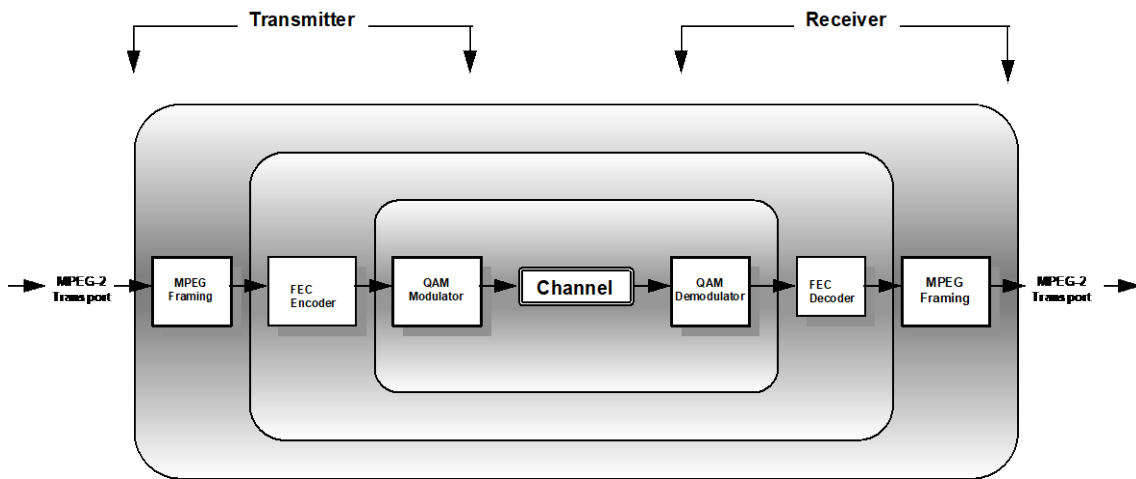 Transmitter
Receiver
MPEG-2
Transport
MPEG
Framing
FEC
Encoder
QAM
Modulator
Channel
QAM
Demodulator
FEC
Decoder
MPEG
Framing
MPEG-2
Transport